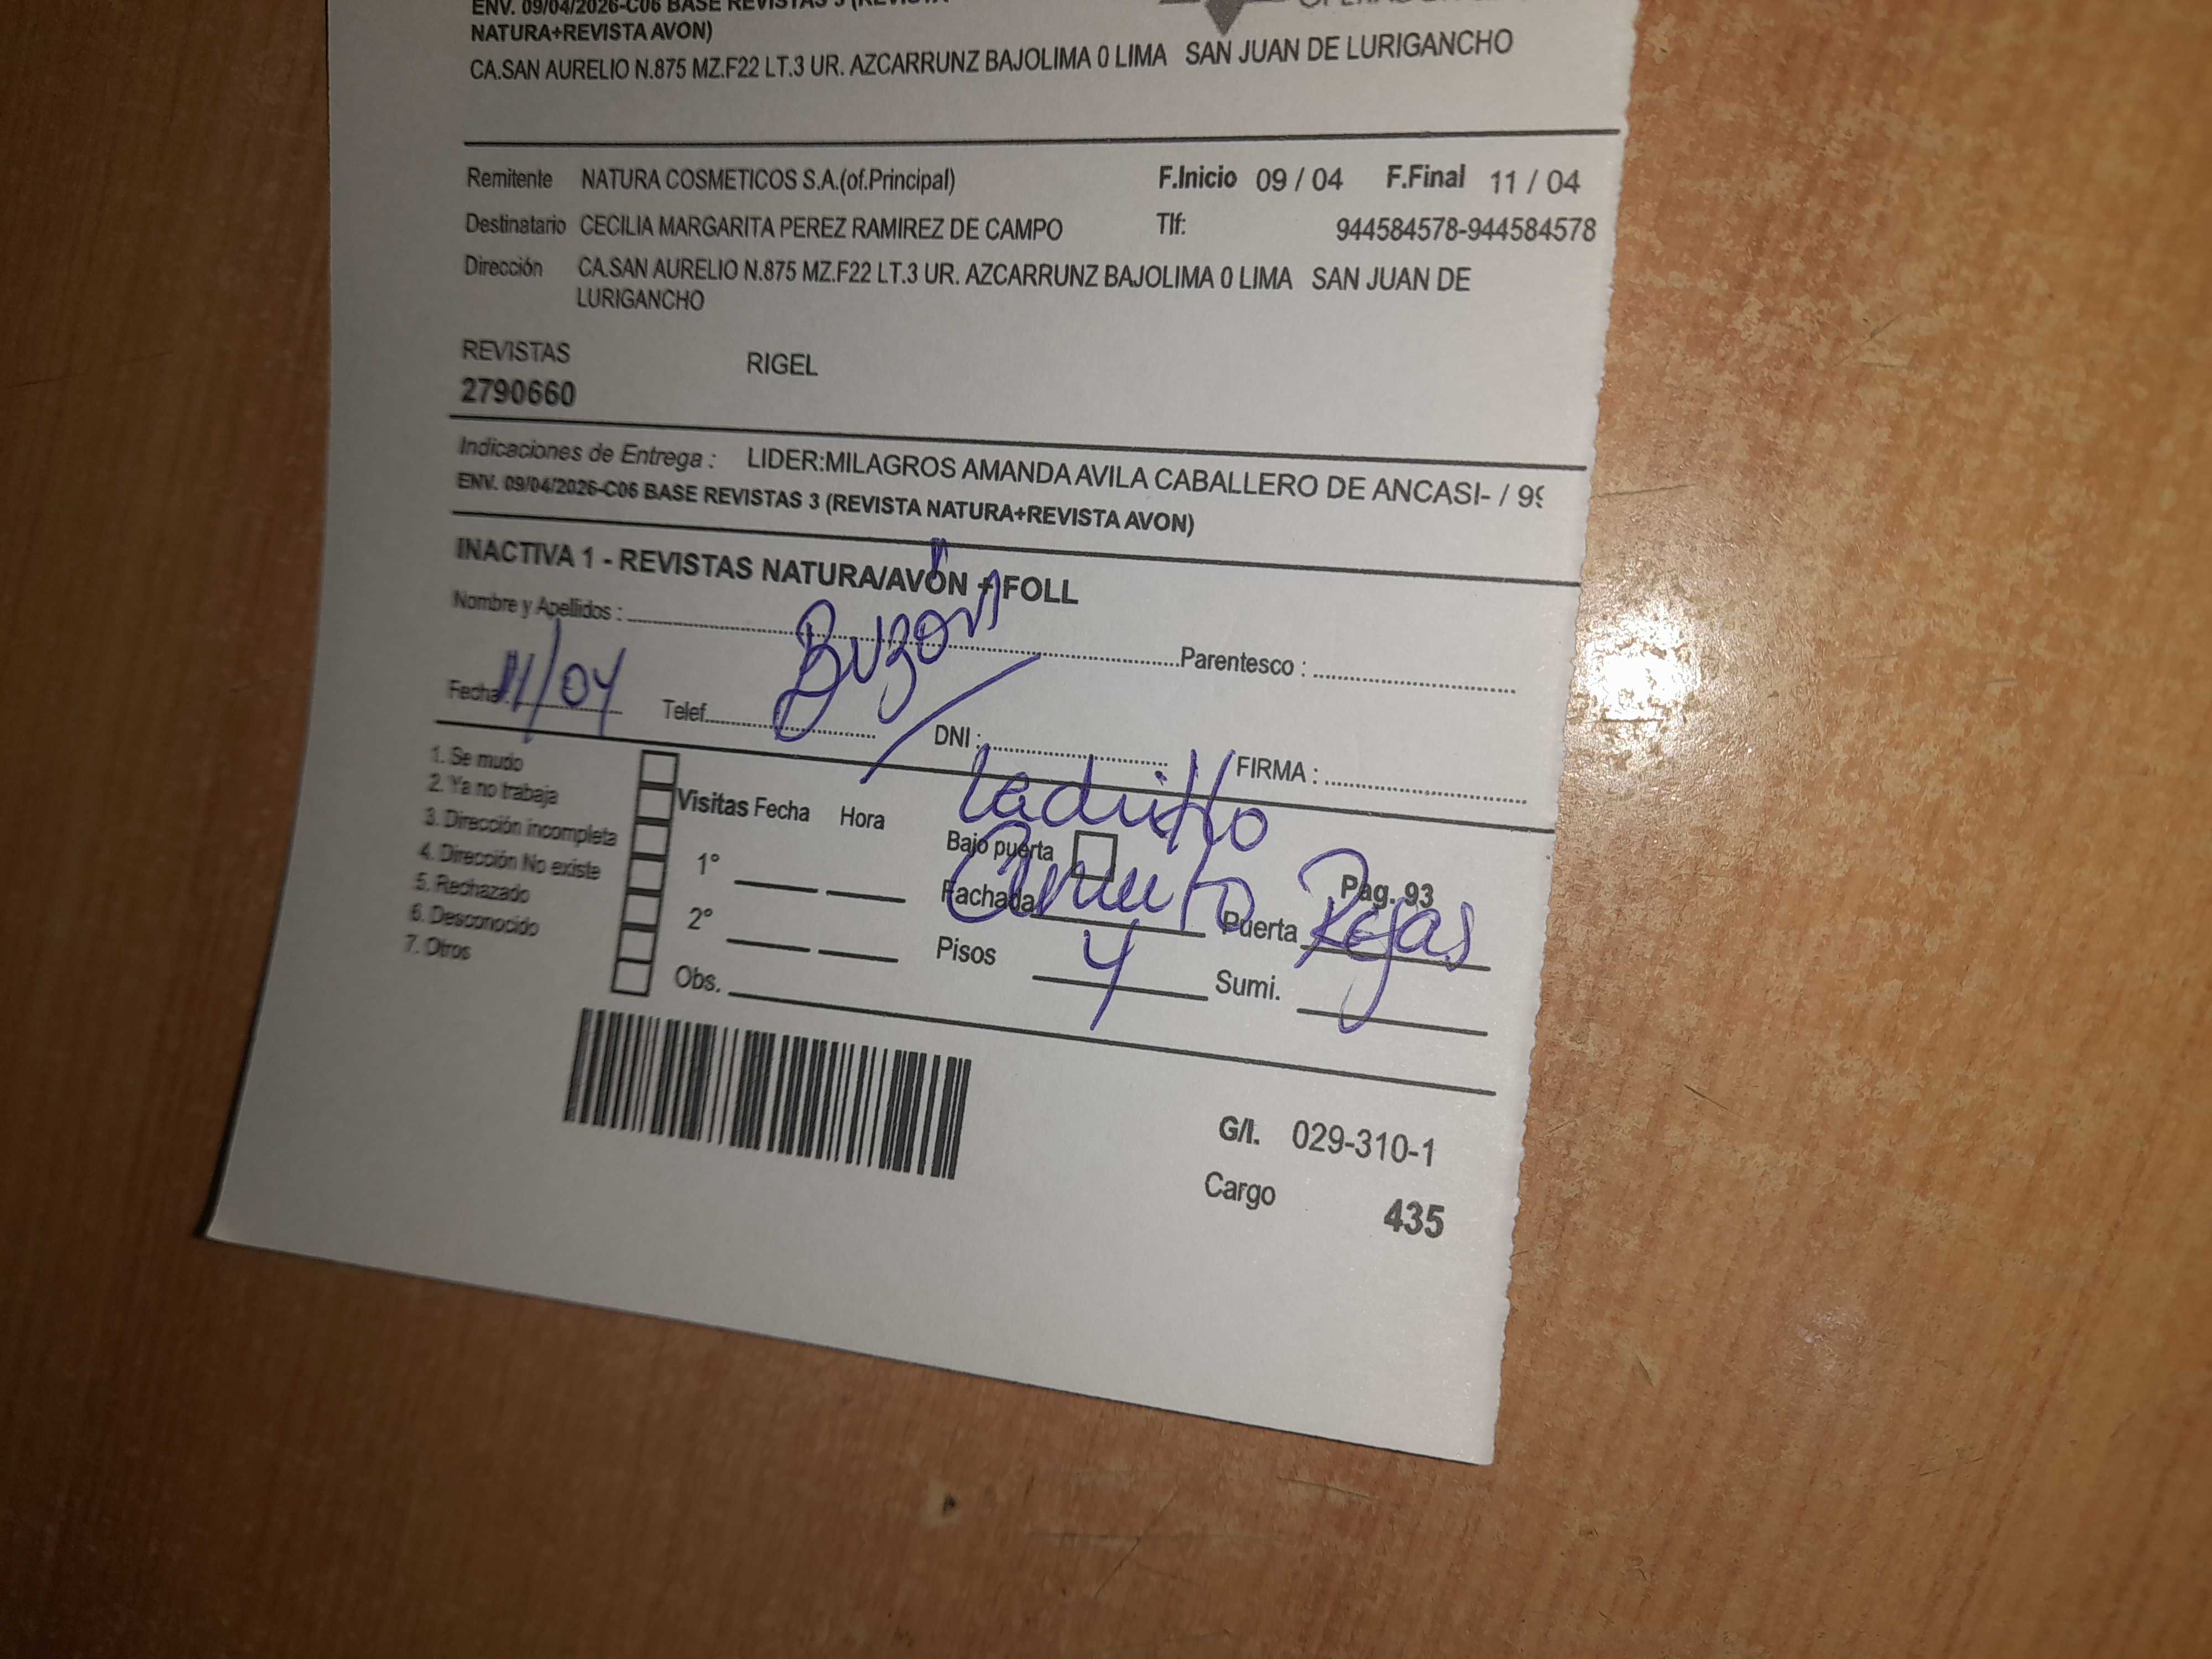 ENV. 09/04/2026-C06 BASE REVISTAS 3 (REVISTA
NATURA+REVISTA AVON)
CA.SAN AURELIO N.875 MZ.F22 LT.3 UR. AZCARRUNZ BAJOLIMA 0 LIMA SAN JUAN DE LURIGANCHO
Remitente NATURA COSMETICOS S.A.(of.Principal) F.Inicio 09 / 04 F.Final 11 / 04
Destinatario CECILIA MARGARITA PEREZ RAMIREZ DE CAMPO Tlf: 944584578-944584578
Dirección CA.SAN AURELIO N.875 MZ.F22 LT.3 UR. AZCARRUNZ BAJOLIMA 0 LIMA SAN JUAN DE
LURIGANCHO
REVISTAS RIGEL
2790660
Indicaciones de Entrega : LIDER:MILAGROS AMANDA AVILA CABALLERO DE ANCASI- / 99
ENV. 09/04/2026-C06 BASE REVISTAS 3 (REVISTA NATURA+REVISTA AVON)
INACTIVA 1 - REVISTAS NATURA/AVON + FOLL
Nombre y Apellidos : Buzón Parentesco :
Fecha 11/04 Telef. DNI : FIRMA :
1. Se mudo
2. Ya no trabaja
3. Dirección incompleta
4. Dirección No existe
5. Rechazado
6. Desconocido
7. Otros
Visitas Fecha Hora
1°
2°
Obs.
ladrillo
Bajo puerta Pag. 93
Fachada Puerta Rejas
Pisos 4 Sumi.
G/I. 029-310-1
Cargo 435